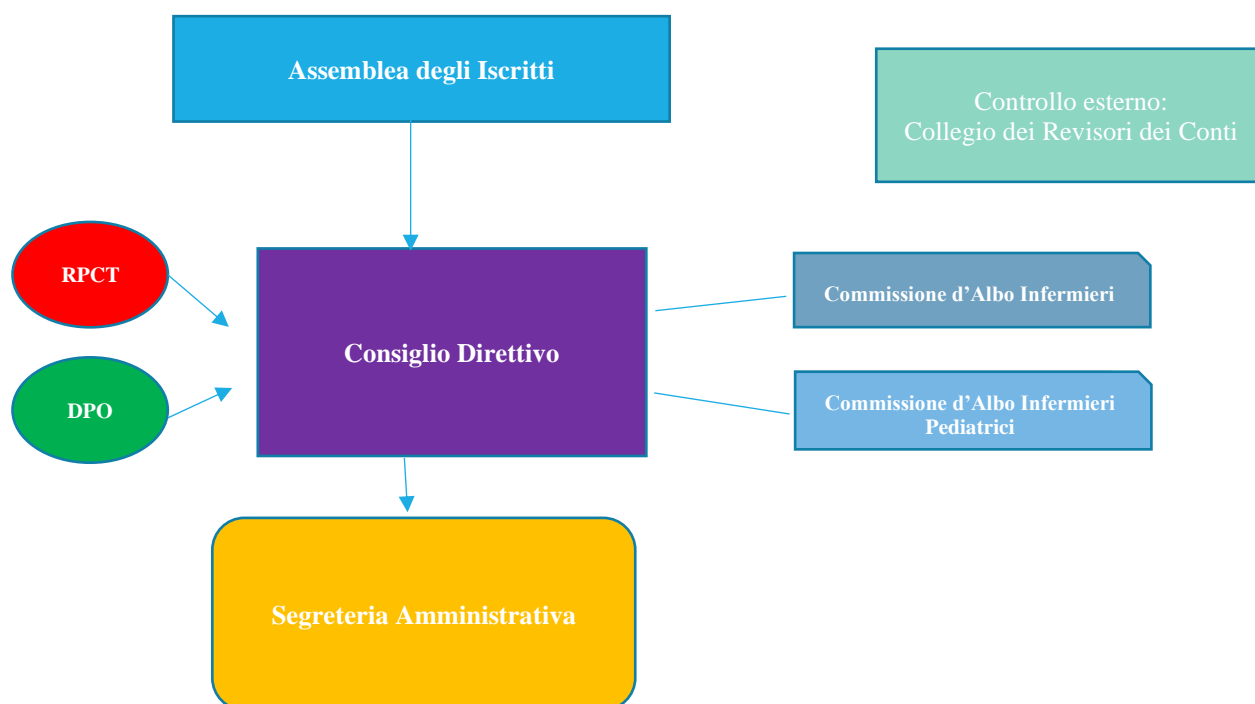 Assemblea degli Iscritti
Controllo esterno:
Collegio dei Revisori dei Conti
RPCT
Commissione d’Albo Infermieri
Consiglio Direttivo
DPO
Commissione d’Albo Infermieri
Pediatrici
Segreteria Amministrativa